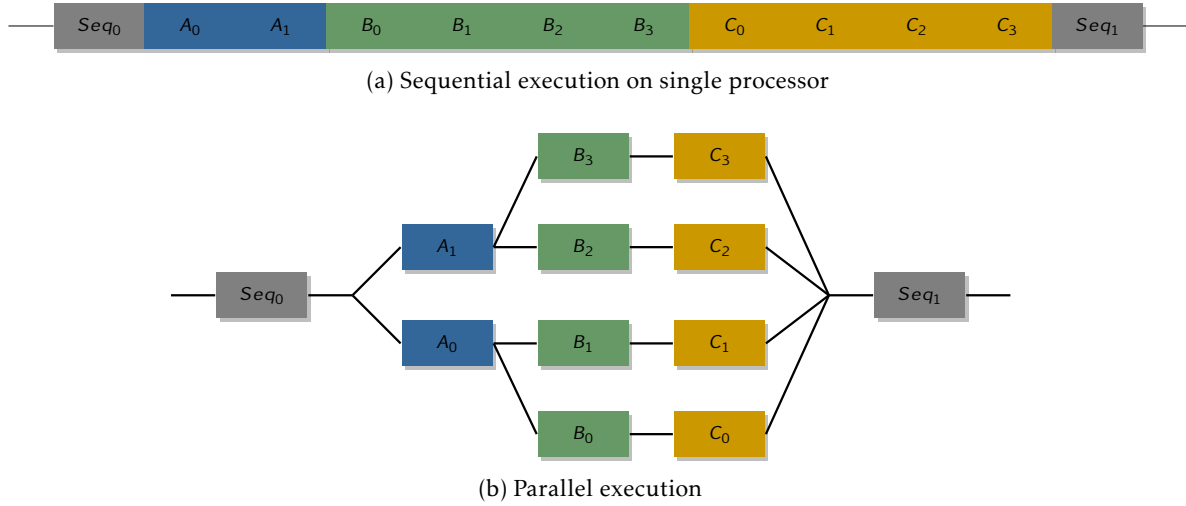 Seq0 A0 A1 B0 B1 B2 B3 C0 C1 C2 C3 Seq1
(a) Sequential execution on single processor
B3 C3
A1 B2 C2
Seq0 Seq1
A0 B1 C1
B0 C0
(b) Parallel execution